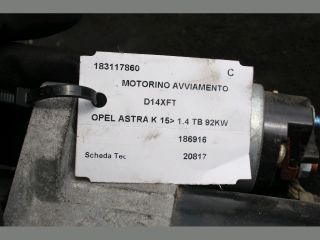 183117860 C
MOTORINO AVVIAMENTO
D14XFT
OPEL ASTRA K 15> 1.4 TB 92KW
186916
Scheda Tec 20817